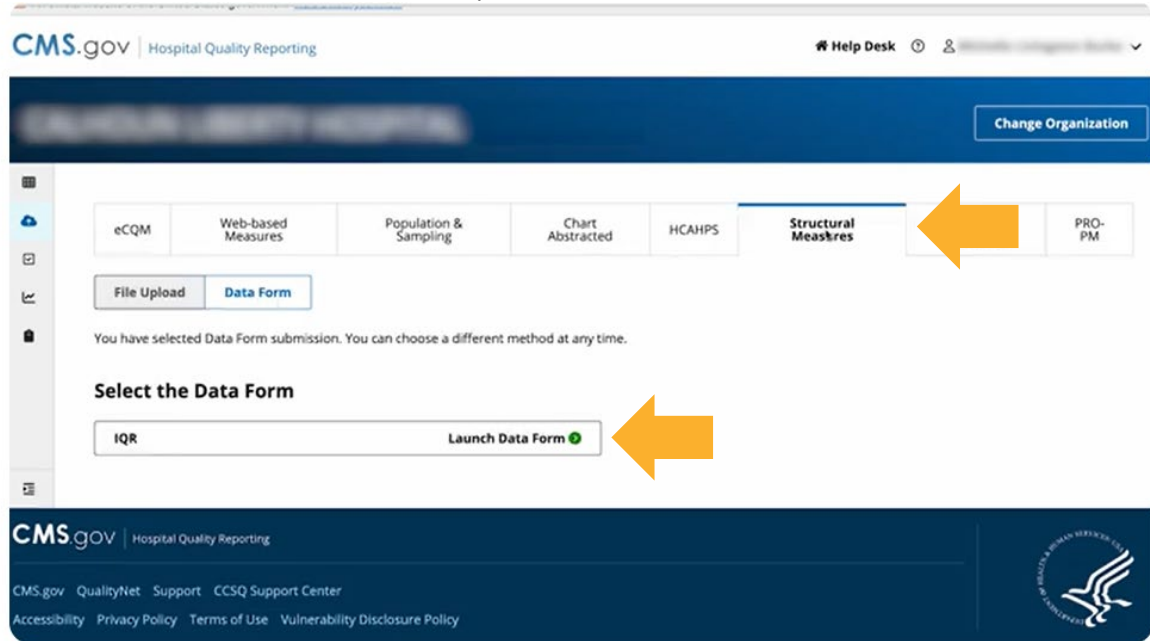 CMS.gov | Hospital Quality Reporting
Help Desk
Change Organization
eCQM
Web-based
Measures
Population &
Sampling
Chart
Abstracted
HCAHPS
Structural
Measures
PRO-
PM
File Upload
Data Form
You have selected Data Form submission. You can choose a different method at any time.
Select the Data Form
IQR
Launch Data Form
CMS.gov | Hospital Quality Reporting
CMS.gov QualityNet Support CCSQ Support Center
Accessibility Privacy Policy Terms of Use Vulnerability Disclosure Policy